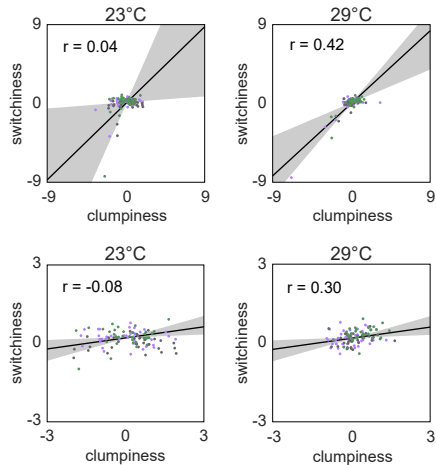 23°C
29°C
9
r = 0.04
switchiness
0
-9
-9
0
9
clumpiness
9
r = 0.42
switchiness
0
-9
-9
0
9
clumpiness
23°C
29°C
3
r = -0.08
switchiness
0
-3
-3
0
3
clumpiness
3
r = 0.30
switchiness
0
-3
-3
0
3
clumpiness